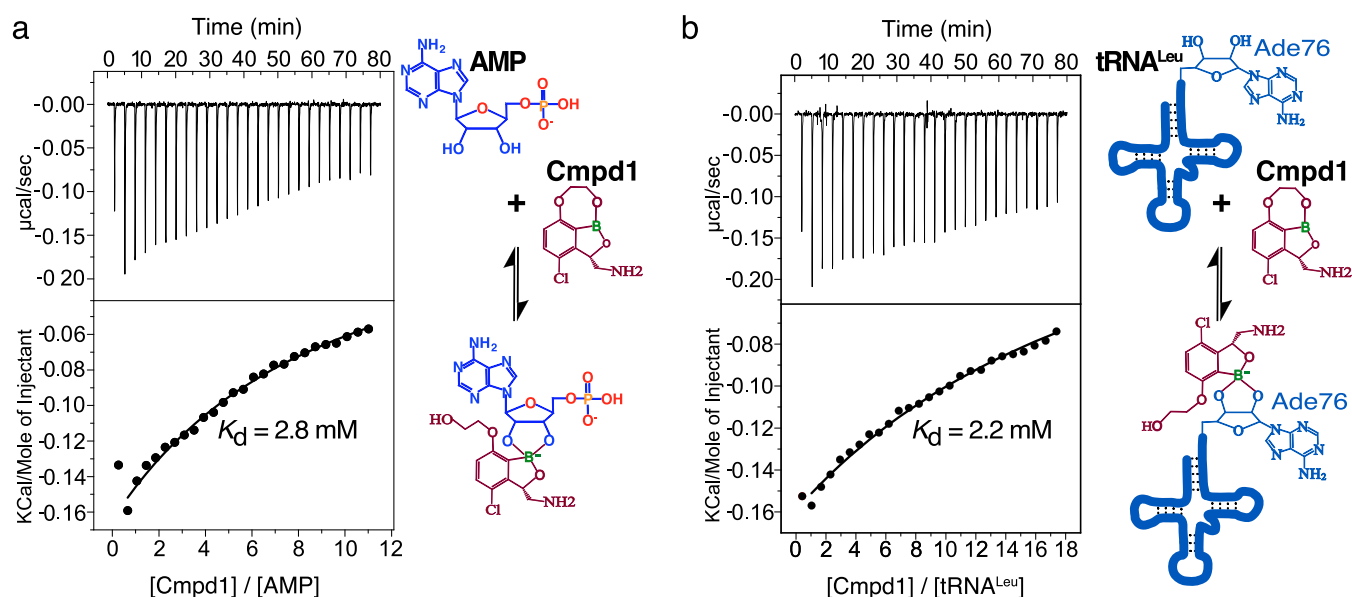 a
Time (min)
0 10 20 30 40 50 60 70 80
-0.00
-0.05
-0.10
-0.15
-0.20
µcal/sec
-0.06
-0.08
-0.10
-0.12
-0.14
-0.16
KCal/Mole of Injectant
Kd = 2.8 mM
0 2 4 6 8 10 12
[Cmpd1] / [AMP]
AMP
NH2
N
N
N
N
O
O
P
O
OH
O-
HO
OH
+
Cmpd1
O
O
B
O
Cl
NH2
NH2
N
N
N
N
O
O
P
O
OH
O-
HO
O
O
O
B-
O
Cl
NH2
b
Time (min)
0 10 20 30 40 50 60 70 80
-0.00
-0.05
-0.10
-0.15
-0.20
µcal/sec
-0.08
-0.10
-0.12
-0.14
-0.16
KCal/Mole of Injectant
Kd = 2.2 mM
0 2 4 6 8 10 12 14 16 18
[Cmpd1] / [tRNALeu]
tRNALeu
HO
OH
Ade76
O
N
N
N
N
NH2
+
Cmpd1
O
O
B
O
Cl
NH2
Cl
NH2
O
B-
O
HO
O
O
Ade76
O
N
N
N
N
NH2